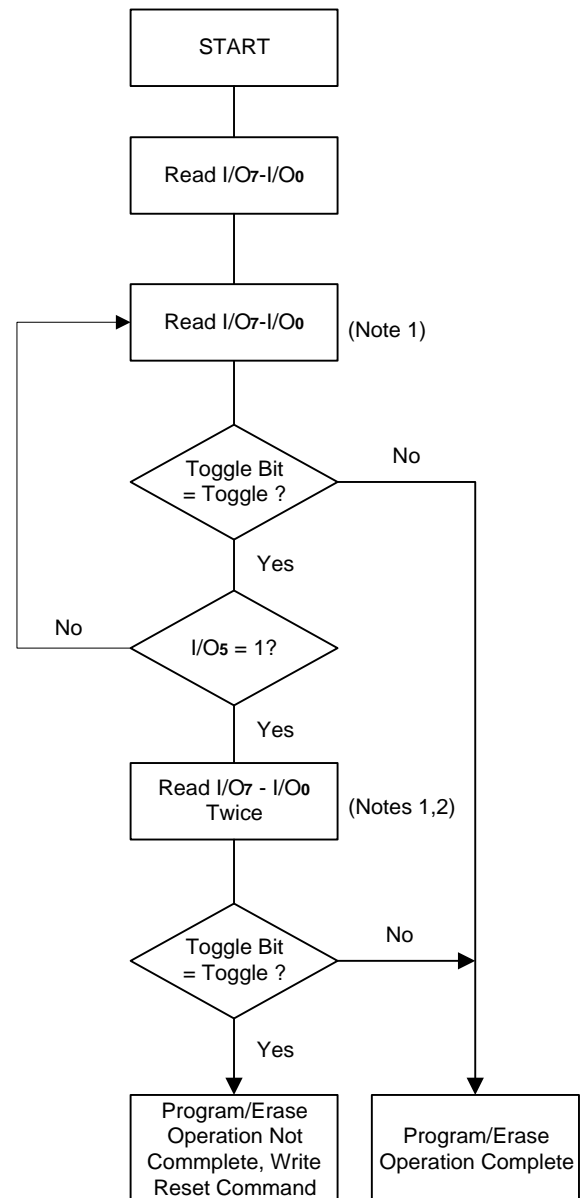 START
Read I/O7-I/O0
Read I/O7-I/O0
(Note 1)
Toggle Bit
= Toggle ?
No
Yes
No
I/O5 = 1?
Yes
Read I/O7 - I/O0
Twice
(Notes 1,2)
Toggle Bit
= Toggle ?
No
Yes
Program/Erase
Operation Not
Commplete, Write
Reset Command
Program/Erase
Operation Complete